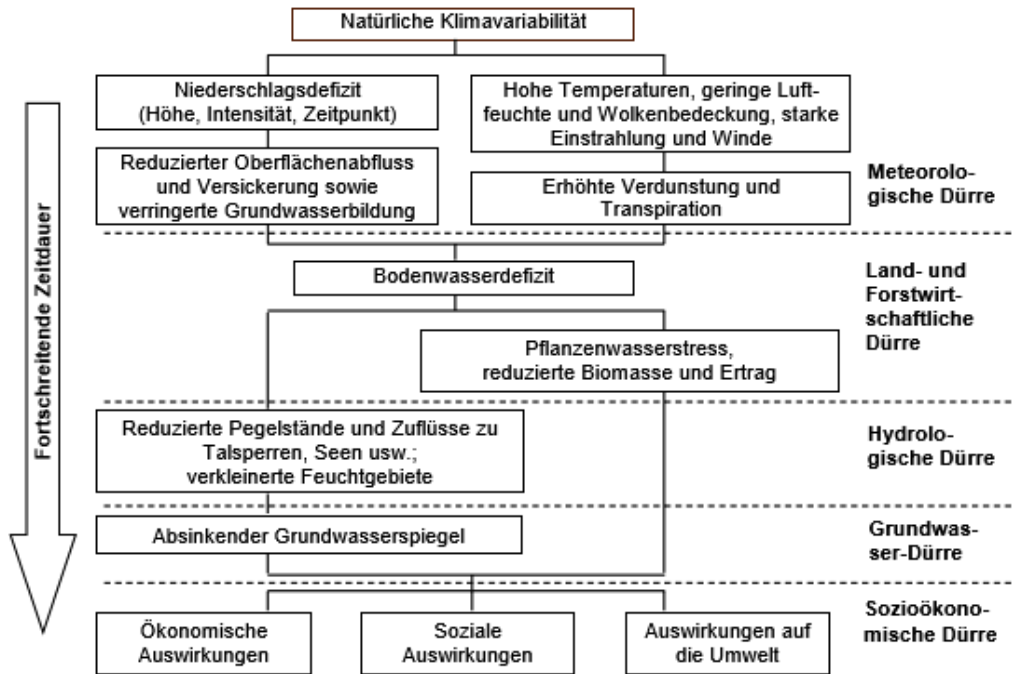 Natürliche Klimavariabilität
Niederschlagsdefizit
(Höhe, Intensität, Zeitpunkt)
Hohe Temperaturen, geringe Luft-
feuchte und Wolkenbedeckung, starke
Einstrahlung und Winde
Reduzierter Oberflächenabfluss
und Versickerung sowie
verringerte Grundwasserbildung
Erhöhte Verdunstung und
Transpiration
Meteorolo-
gische Dürre
Bodenwasserdefizit
Pflanzenwasserstress,
reduzierte Biomasse und Ertrag
Land- und
Forstwirt-
schaftliche
Dürre
Reduzierte Pegelstände und Zuflüsse zu
Talsperren, Seen usw.;
verkleinerte Feuchtgebiete
Hydrolo-
gische Dürre
Absinkender Grundwasserspiegel
Grundwas-
ser-Dürre
Ökonomische
Auswirkungen
Soziale
Auswirkungen
Auswirkungen auf
die Umwelt
Sozioökono-
mische Dürre
Fortschreitende Zeitdauer